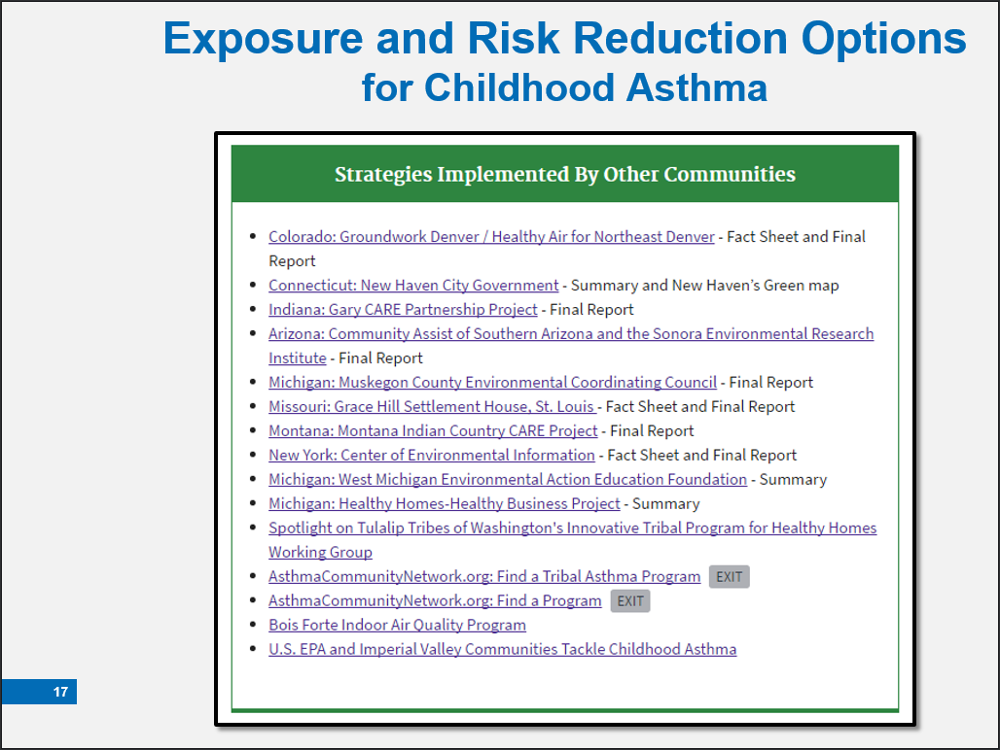 Exposure and Risk Reduction Options
for Childhood Asthma
Strategies Implemented By Other Communities
• Colorado: Groundwork Denver / Healthy Air for Northeast Denver - Fact Sheet and Final
Report
• Connecticut: New Haven City Government - Summary and New Haven’s Green map
• Indiana: Gary CARE Partnership Project - Final Report
• Arizona: Community Assist of Southern Arizona and the Sonora Environmental Research
Institute - Final Report
• Michigan: Muskegon County Environmental Coordinating Council - Final Report
• Missouri: Grace Hill Settlement House, St. Louis - Fact Sheet and Final Report
• Montana: Montana Indian Country CARE Project - Final Report
• New York: Center of Environmental Information - Fact Sheet and Final Report
• Michigan: West Michigan Environmental Action Education Foundation - Summary
• Michigan: Healthy Homes-Healthy Business Project - Summary
• Spotlight on Tulalip Tribes of Washington's Innovative Tribal Program for Healthy Homes
Working Group
• AsthmaCommunityNetwork.org: Find a Tribal Asthma Program EXIT
• AsthmaCommunityNetwork.org: Find a Program EXIT
• Bois Forte Indoor Air Quality Program
• U.S. EPA and Imperial Valley Communities Tackle Childhood Asthma
17